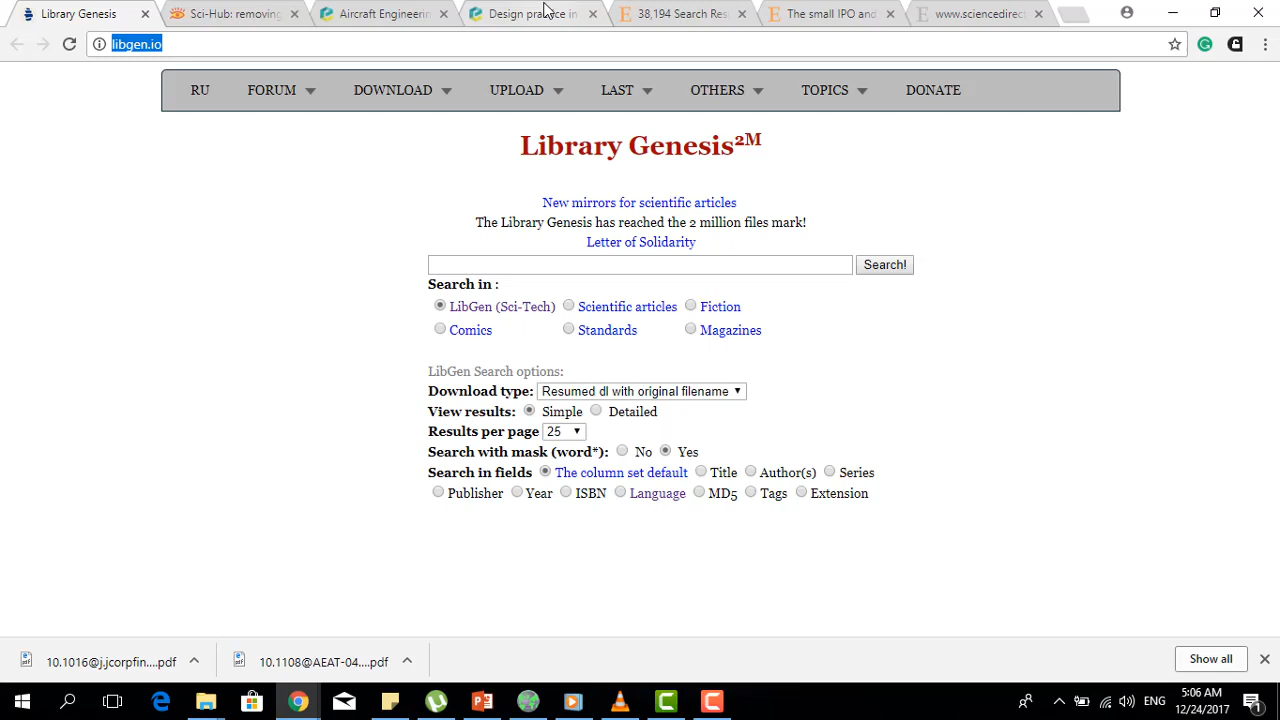 Library Genesis
Sci-Hub: removing
Aircraft Engineerin
Design practice in
38,194 Search Res
The small IPO and
www.sciencedirec
libgen.io
RU FORUM DOWNLOAD UPLOAD LAST OTHERS TOPICS DONATE
Library Genesis2M
New mirrors for scientific articles
The Library Genesis has reached the 2 million files mark!
Letter of Solidarity
Search!
Search in :
LibGen (Sci-Tech) Scientific articles Fiction
Comics Standards Magazines
LibGen Search options:
Download type: Resumed dl with original filename
View results: Simple Detailed
Results per page 25
Search with mask (word*): No Yes
Search in fields The column set default Title Author(s) Series
Publisher Year ISBN Language MD5 Tags Extension
10.1016@j.jcorpfin....pdf
10.1108@AEAT-04....pdf
Show all
ENG
5:06 AM
12/24/2017
1